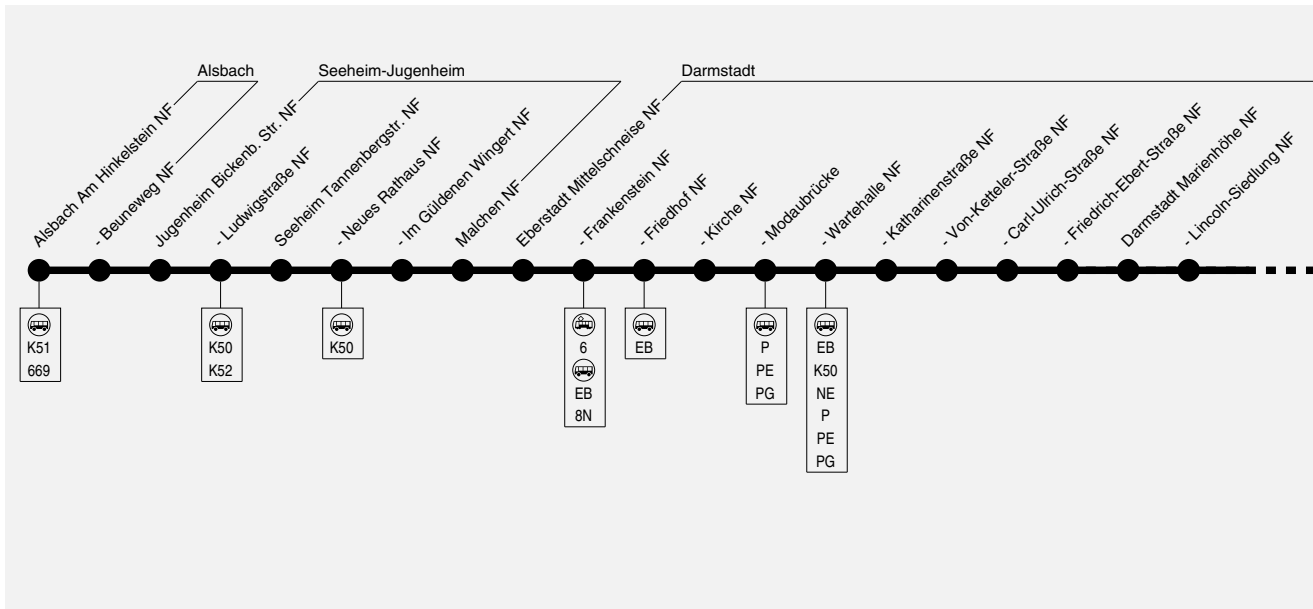 Alsbach
Seeheim-Jugenheim
Darmstadt
Alsbach Am Hinkelstein NF
- Beuneweg NF
Jugenheim Bickenb. Str. NF
- Ludwigstraße NF
Seeheim Tannenbergstr. NF
- Neues Rathaus NF
- Im Güldenen Wingert NF
Malchen NF
Eberstadt Mittelschneise NF
- Frankenstein NF
- Friedhof NF
- Kirche NF
- Modaubrücke
- Wartehalle NF
- Katharinenstraße NF
- Von-Ketteler-Straße NF
- Carl-Ulrich-Straße NF
- Friedrich-Ebert-Straße NF
Darmstadt Marienhöhe NF
- Lincoln-Siedlung NF
K51
669
K50
K52
K50
6
EB
8N
EB
P
PE
PG
EB
K50
NE
P
PE
PG